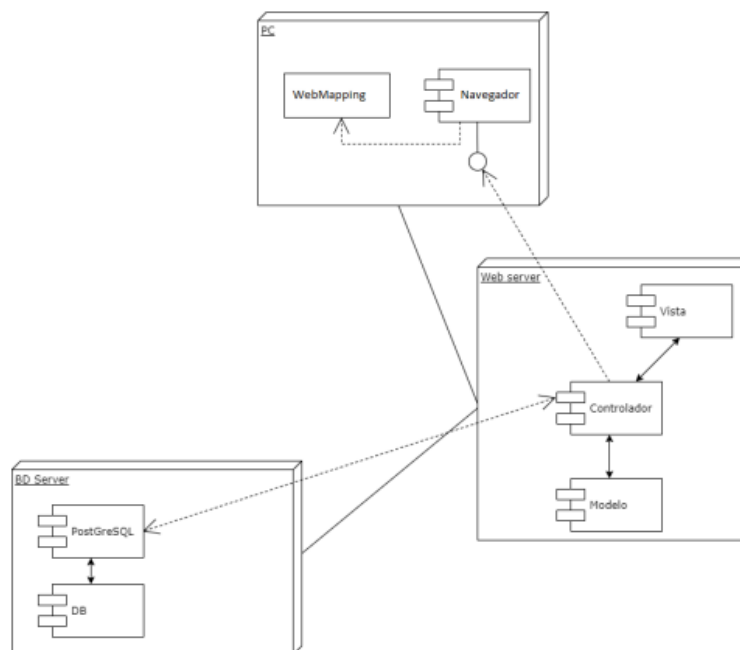 PC
WebMapping
Navegador
Web server
Vista
Controlador
Modelo
BD Server
PostGreSQL
DB